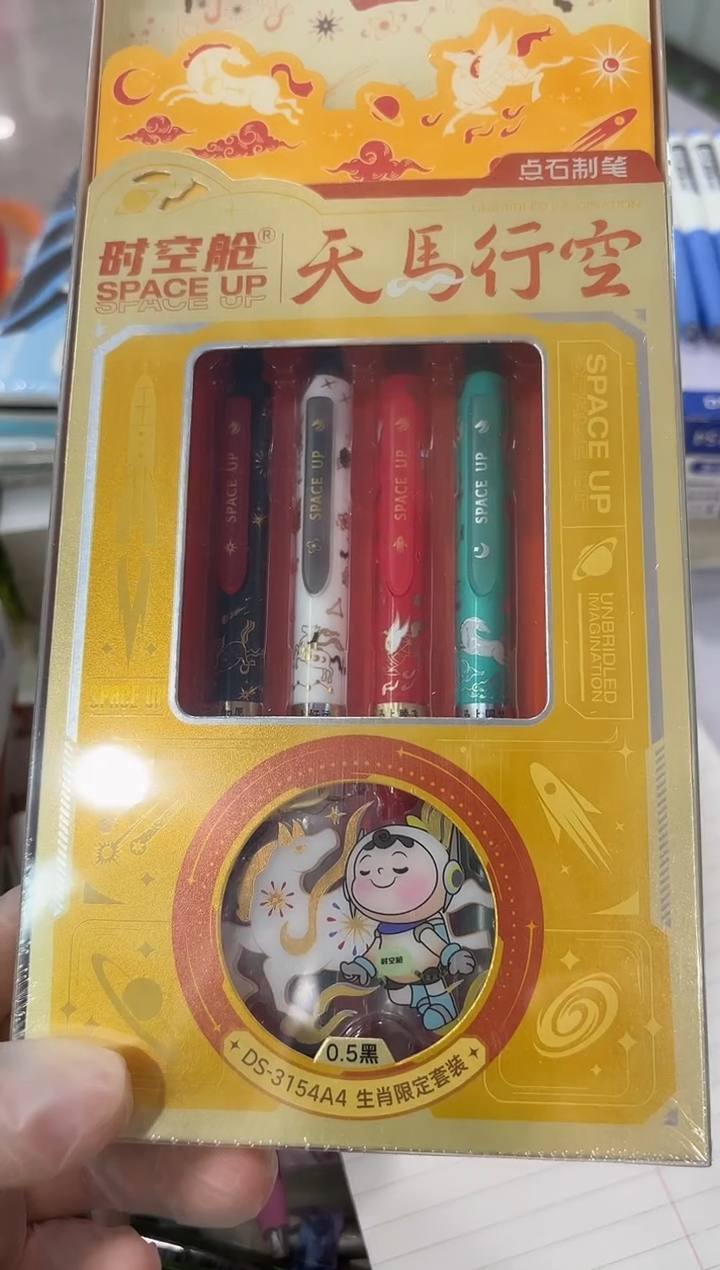 点石制笔
UNBRIDLED IMAGINATION
时空舱®
SPACE UP
天馬行空
SPACE UP
SPACE UP
SPACE UP
SPACE UP
SPACE UP
UNBRIDLED
IMAGINATION
SPACE UP
时空舱
0.5黑
DS-3154A4 生肖限定套装